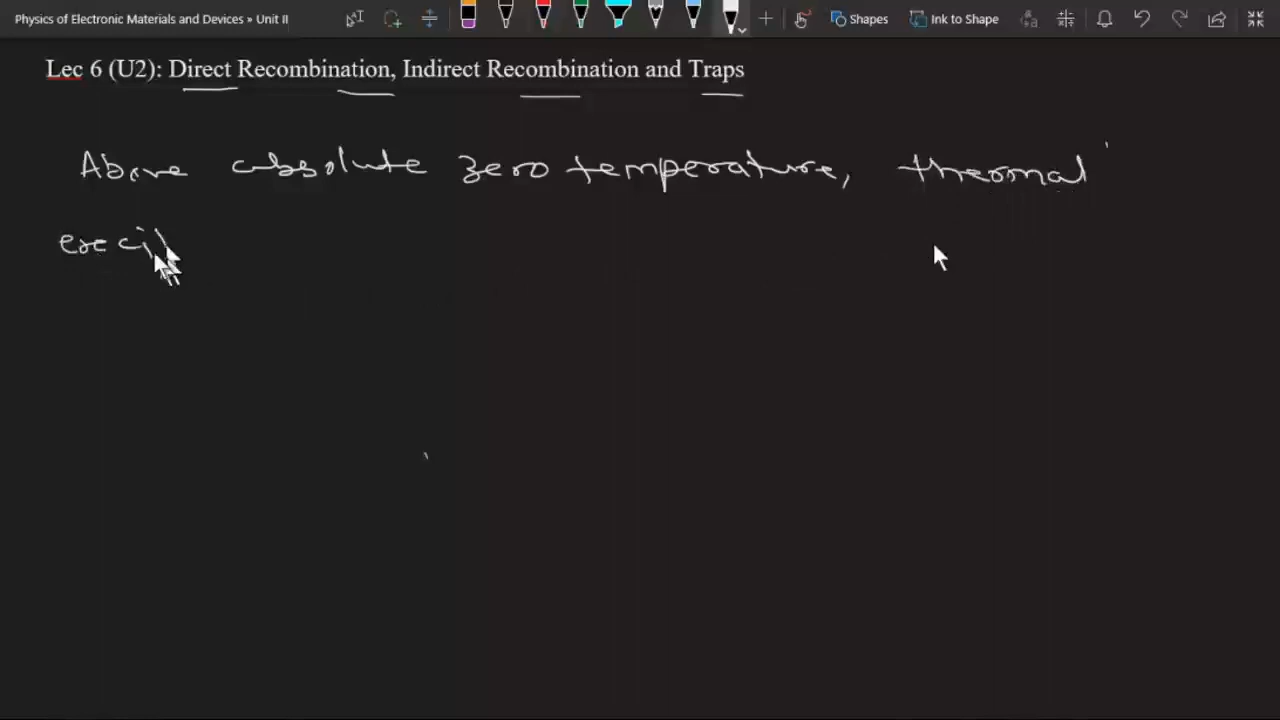 Physics of Electronic Materials and Devices » Unit II
Shapes
Ink to Shape
Lec 6 (U2): Direct Recombination, Indirect Recombination and Traps
Above absolute zero temperature, thermal